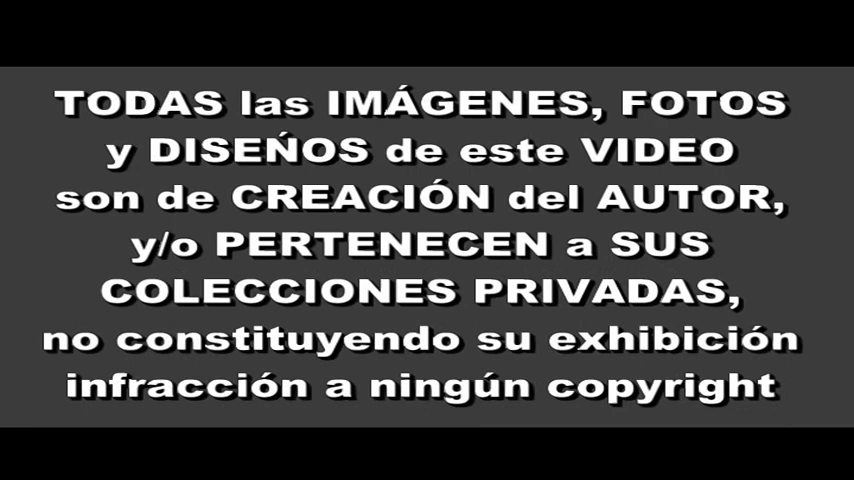 TODAS las IMÁGENES, FOTOS
y DISEŃOS de este VIDEO
son de CREACIÓN del AUTOR,
y/o PERTENECEN a SUS
COLECCIONES PRIVADAS,
no constituyendo su exhibición
infracción a ningún copyright